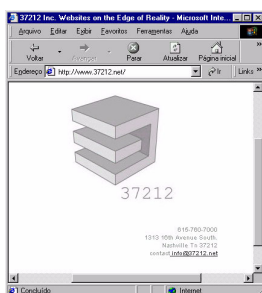 37212 Inc. Websites on the Edge of Reality - Microsoft Inte...
Arquivo Editar Exibir Favoritos Ferramentas Ajuda
Voltar Avançar Parar Atualizar Página inicial
Endereço http://www.37212.net/ Ir Links
37212
615-780-7000
1313 16th Avenue South.
Nashville Tn 37212
contact info@37212.net
Concluído Internet